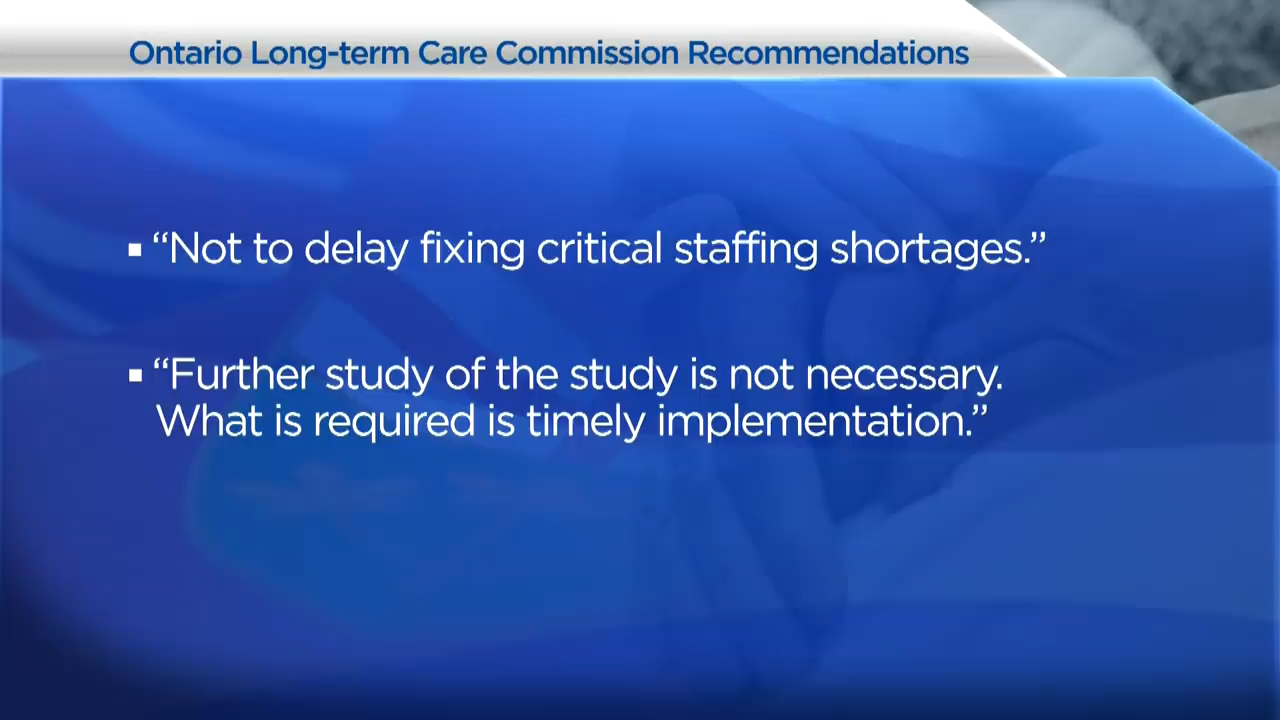 Ontario Long-term Care Commission Recommendations
▪ “Not to delay fixing critical staffing shortages.”
▪ “Further study of the study is not necessary.
What is required is timely implementation.”